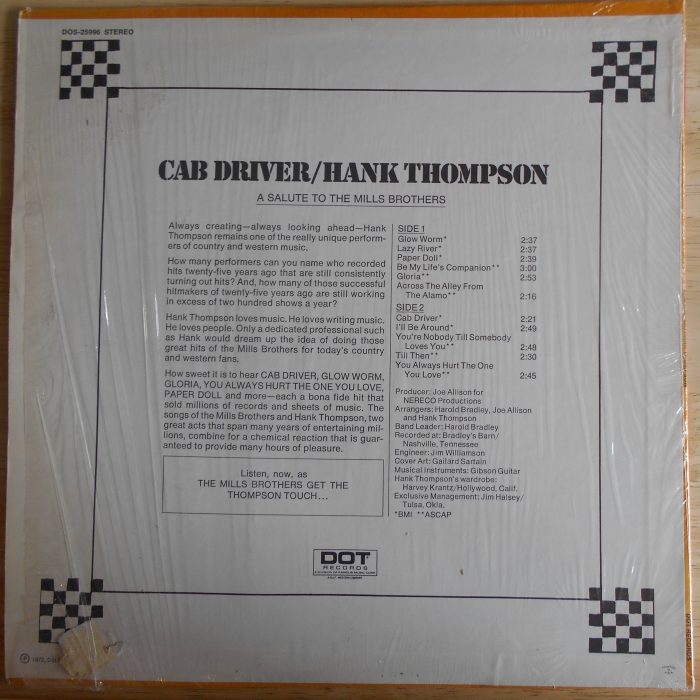 DOS-25996 STEREO
CAB DRIVER/HANK THOMPSON
A SALUTE TO THE MILLS BROTHERS
Always creating—always looking ahead—Hank
Thompson remains one of the really unique perform-
ers of country and western music.
How many performers can you name who recorded
hits twenty-five years ago that are still consistently
turning out hits? And, how many of those successful
hitmakers of twenty-five years ago are still working
in excess of two hundred shows a year?
Hank Thompson loves music. He loves writing music.
He loves people. Only a dedicated professional such
as Hank would dream up the idea of doing those
great hits of the Mills Brothers for today's country
and western fans.
How sweet it is to hear CAB DRIVER, GLOW WORM,
GLORIA, YOU ALWAYS HURT THE ONE YOU LOVE,
PAPER DOLL and more—each a bona fide hit that
sold millions of records and sheets of music. The
songs of the Mills Brothers and Hank Thompson, two
great acts that span many years of entertaining mil-
lions, combine for a chemical reaction that is guar-
anteed to provide many hours of pleasure.
Listen, now, as
THE MILLS BROTHERS GET THE
THOMPSON TOUCH...
SIDE 1
Glow Worm* 2:37
Lazy River* 2:37
Paper Doll* 2:39
Be My Life's Companion** 3:00
Gloria** 2:53
Across The Alley From
The Alamo** 2:16
SIDE 2
Cab Driver* 2:21
I'll Be Around* 2:49
You're Nobody Till Somebody
Loves You** 2:48
Till Then** 2:30
You Always Hurt The One
You Love** 2:45
Producer: Joe Allison for
NERECO Productions
Arrangers: Harold Bradley, Joe Allison
and Hank Thompson
Band Leader: Harold Bradley
Recorded at: Bradley's Barn/
Nashville, Tennessee
Engineer: Jim Williamson
Cover Art: Gailard Sartain
Musical Instruments: Gibson Guitar
Hank Thompson's wardrobe:
Harvey Krantz/Hollywood, Calif.
Exclusive Management: Jim Halsey/
Tulsa, Okla.
*BMI **ASCAP
DOT
RECORDS
A DIVISION OF FAMOUS MUSIC CORP.
A GULF + WESTERN COMPANY
℗ 1972, Dot
DOT RECORDS